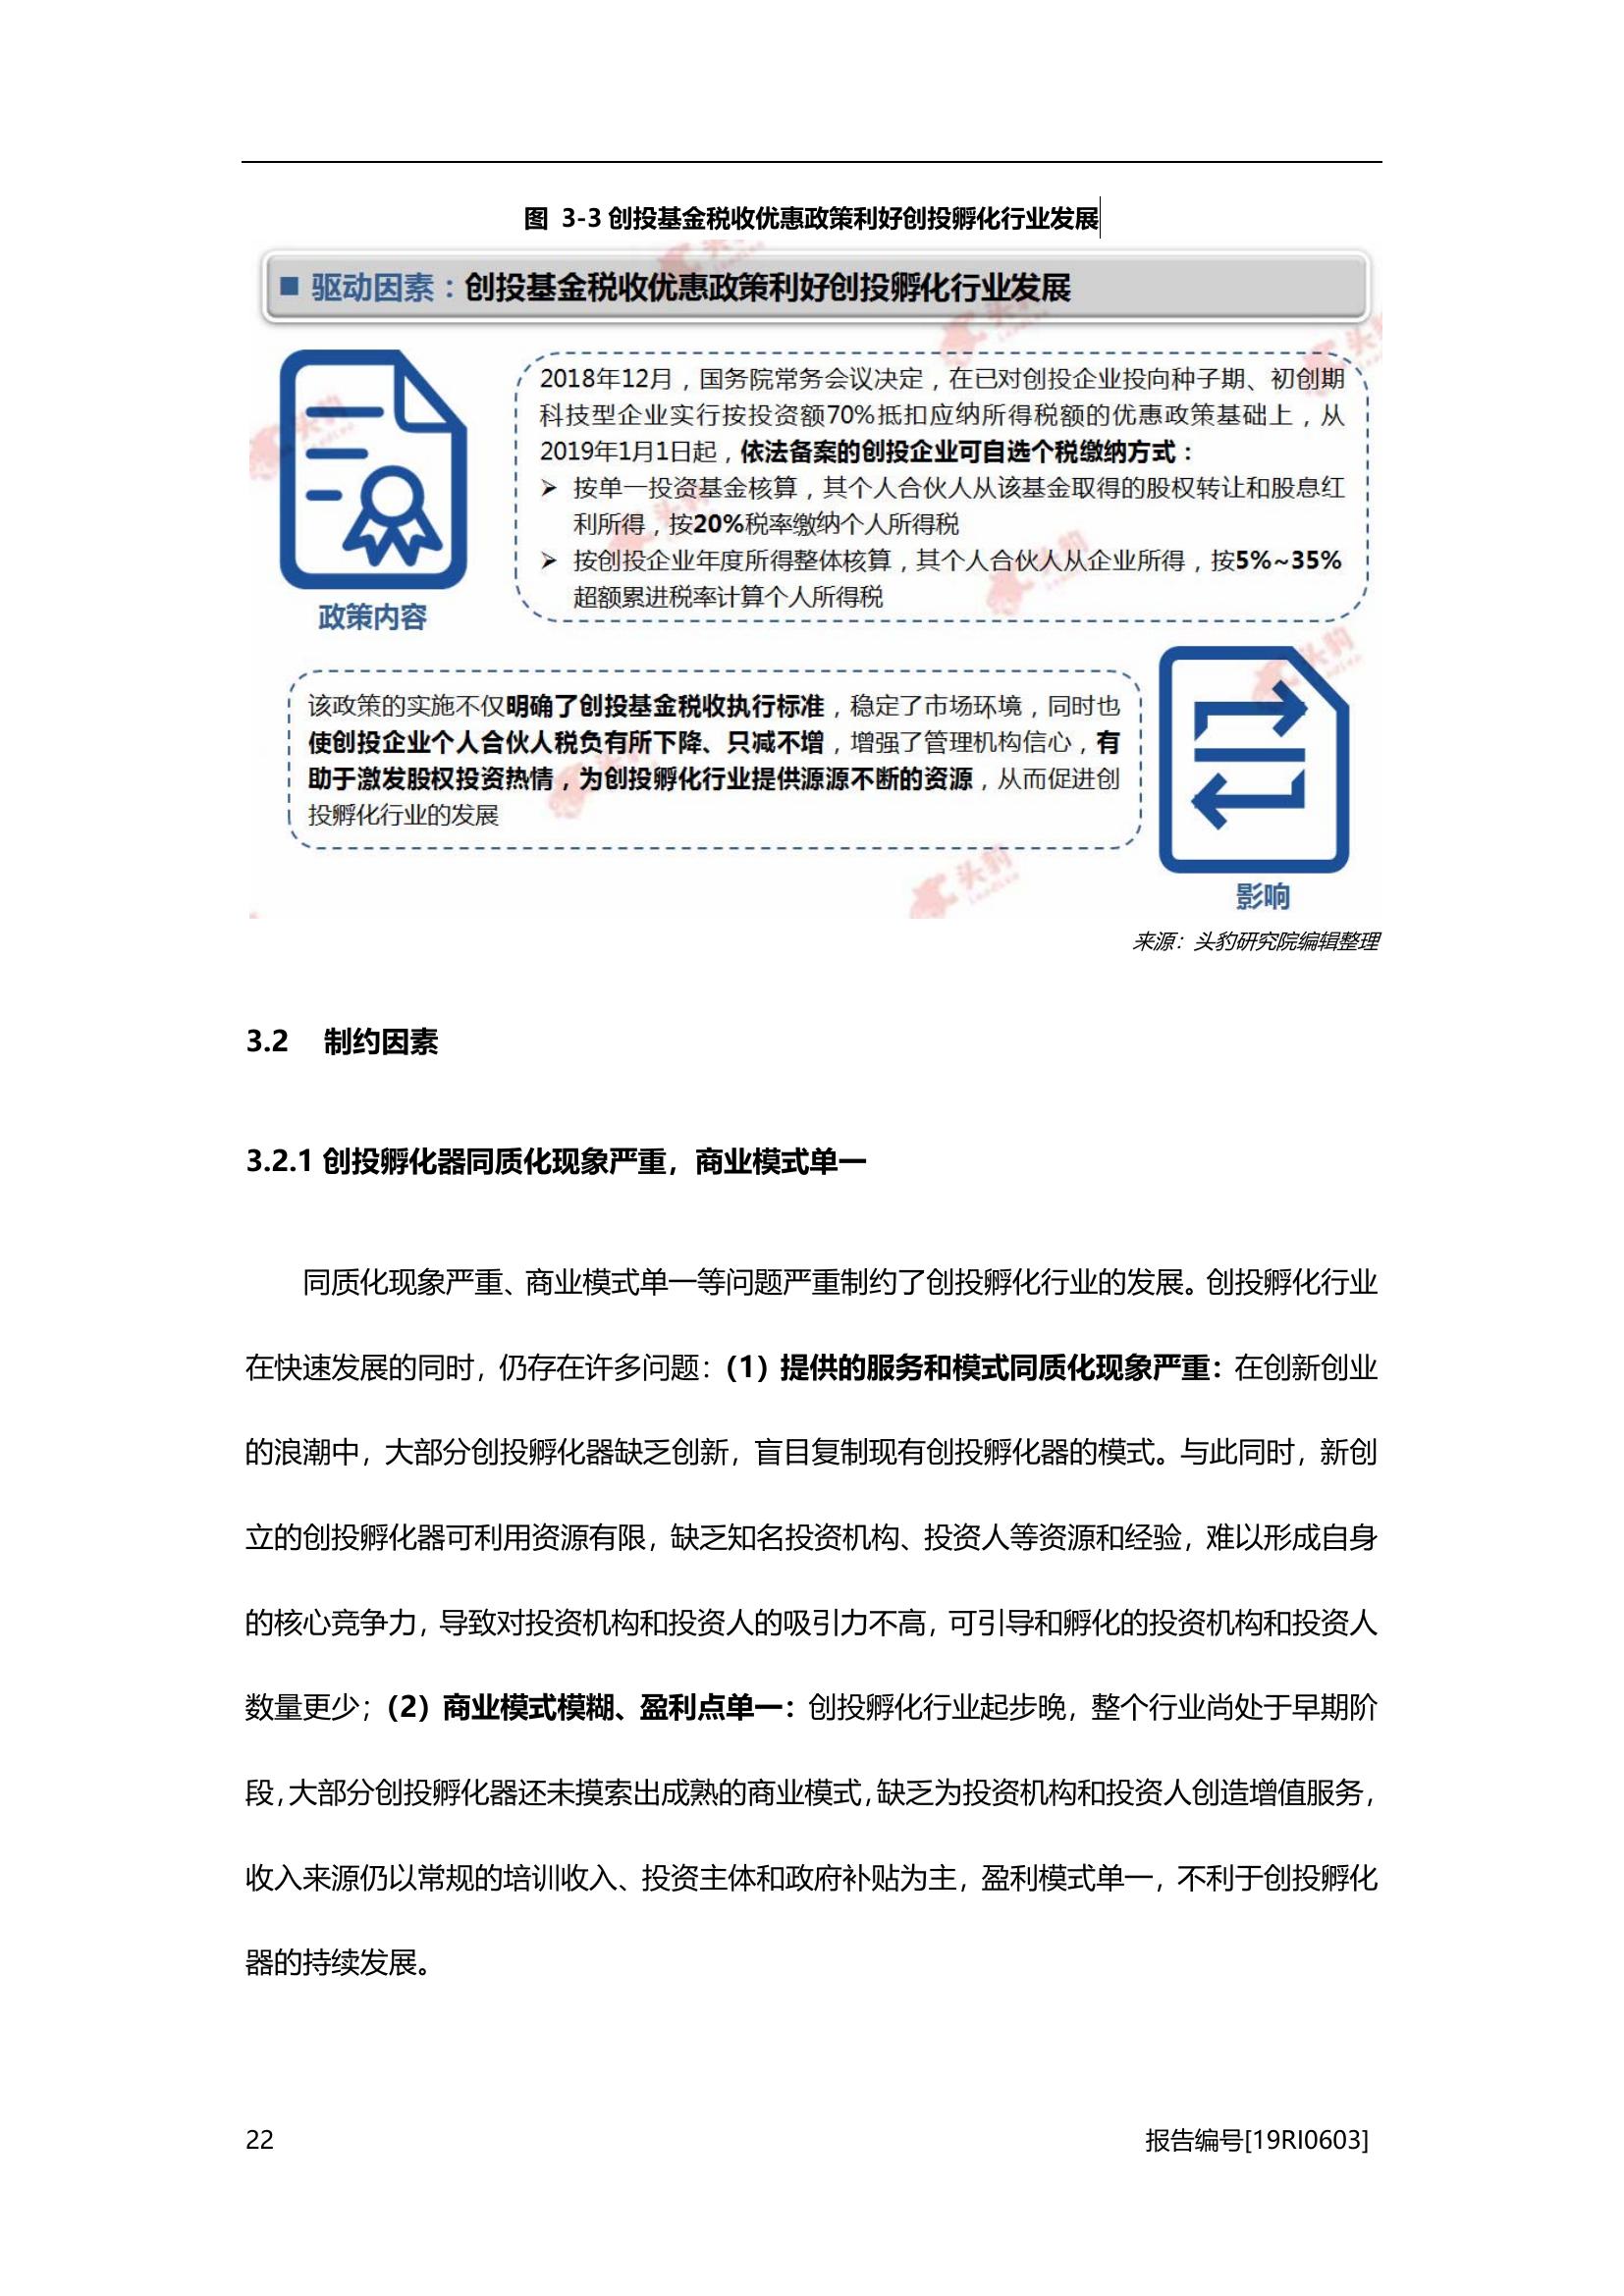 图 3-3 创投基金税收优惠政策利好创投孵化行业发展
■ 驱动因素：创投基金税收优惠政策利好创投孵化行业发展
2018年12月，国务院常务会议决定，在已对创投企业投向种子期、初创期
科技型企业实行按投资额70%抵扣应纳所得税额的优惠政策基础上，从
2019年1月1日起，依法备案的创投企业可自选个税缴纳方式：
➢ 按单一投资基金核算，其个人合伙人从该基金取得的股权转让和股息红
利所得，按20%税率缴纳个人所得税
➢ 按创投企业年度所得整体核算，其个人合伙人从企业所得，按5%~35%
超额累进税率计算个人所得税
政策内容
该政策的实施不仅明确了创投基金税收执行标准，稳定了市场环境，同时也
使创投企业个人合伙人税负有所下降、只减不增，增强了管理机构信心，有
助于激发股权投资热情，为创投孵化行业提供源源不断的资源，从而促进创
投孵化行业的发展
影响
来源：头豹研究院编辑整理
3.2 制约因素
3.2.1 创投孵化器同质化现象严重，商业模式单一
同质化现象严重、商业模式单一等问题严重制约了创投孵化行业的发展。创投孵化行业
在快速发展的同时，仍存在许多问题：（1）提供的服务和模式同质化现象严重：在创新创业
的浪潮中，大部分创投孵化器缺乏创新，盲目复制现有创投孵化器的模式。与此同时，新创
立的创投孵化器可利用资源有限，缺乏知名投资机构、投资人等资源和经验，难以形成自身
的核心竞争力，导致对投资机构和投资人的吸引力不高，可引导和孵化的投资机构和投资人
数量更少；（2）商业模式模糊、盈利点单一：创投孵化行业起步晚，整个行业尚处于早期阶
段，大部分创投孵化器还未摸索出成熟的商业模式，缺乏为投资机构和投资人创造增值服务，
收入来源仍以常规的培训收入、投资主体和政府补贴为主，盈利模式单一，不利于创投孵化
器的持续发展。
22 报告编号[19RI0603]